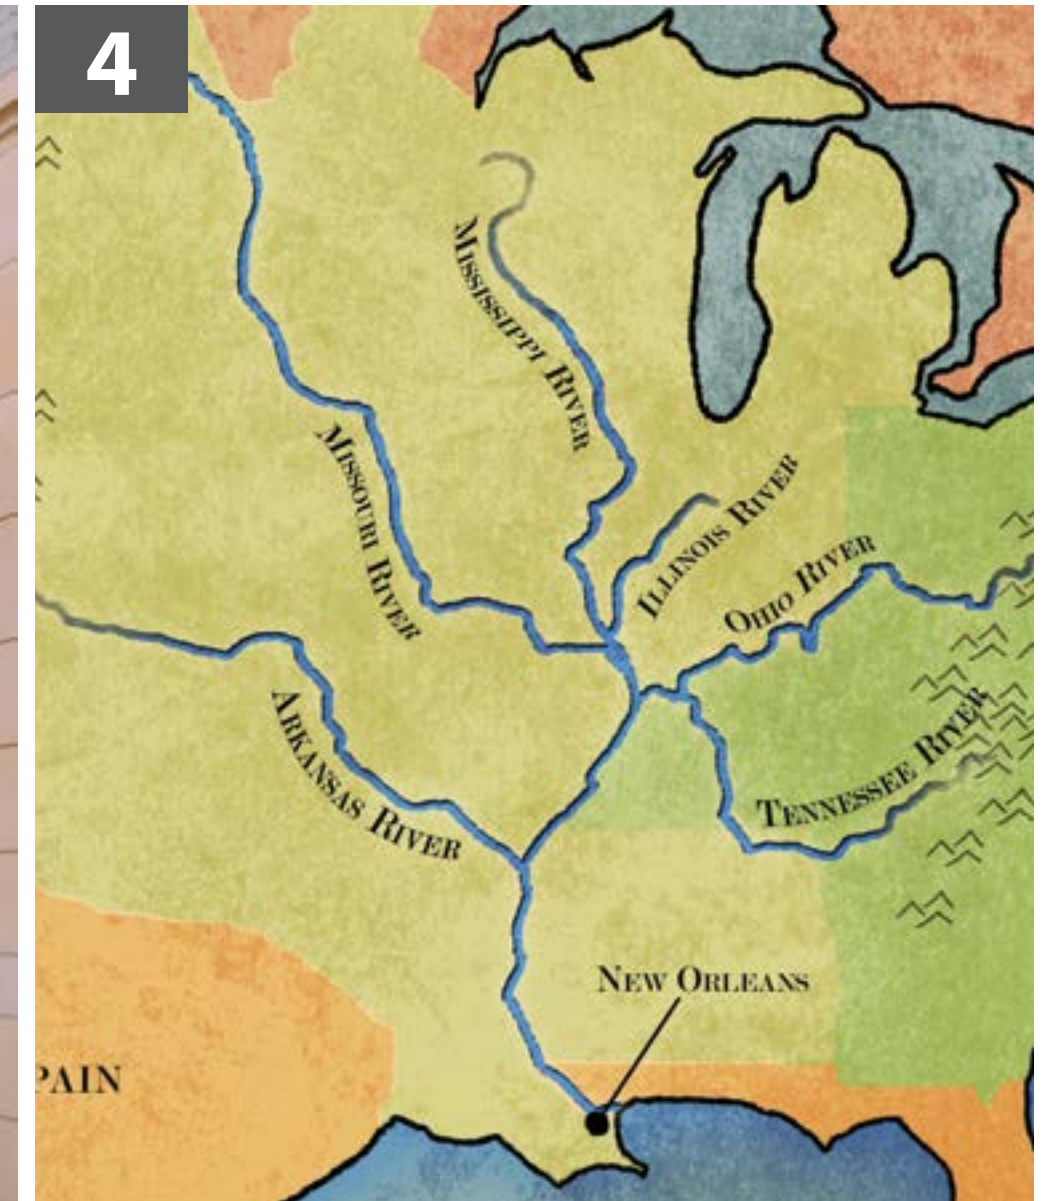 4
Mississippi River
Missouri River
Illinois River
Ohio River
Arkansas River
Tennessee River
New Orleans
PAIN